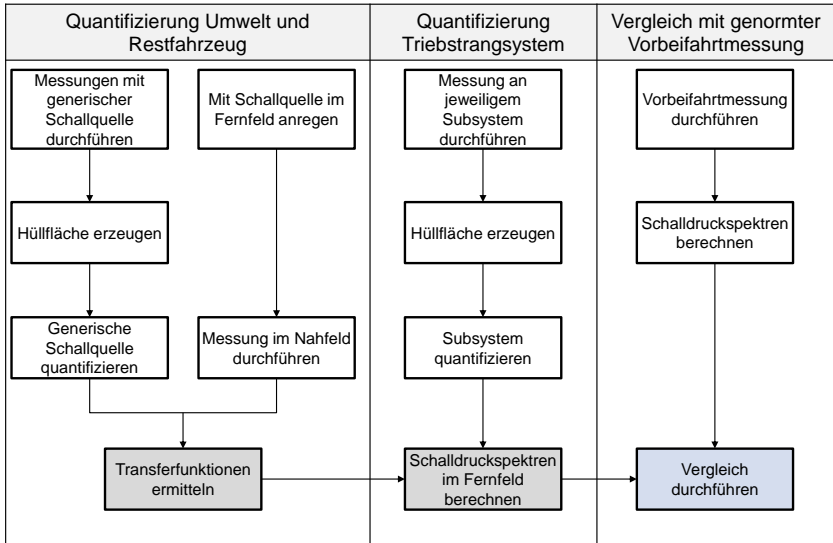 Quantifizierung Umwelt und
Restfahrzeug
Quantifizierung
Triebstrangsystem
Vergleich mit genormter
Vorbeifahrtmessung
Messungen mit
generischer
Schallquelle
durchführen
Mit Schallquelle im
Fernfeld anregen
Messung an
jeweiligem
Subsystem
durchführen
Vorbeifahrtmessung
durchführen
Hüllfläche erzeugen
Hüllfläche erzeugen
Schalldruckspektren
berechnen
Generische
Schallquelle
quantifizieren
Messung im Nahfeld
durchführen
Subsystem
quantifizieren
Transferfunktionen
ermitteln
Schalldruckspektren
im Fernfeld
berechnen
Vergleich
durchführen